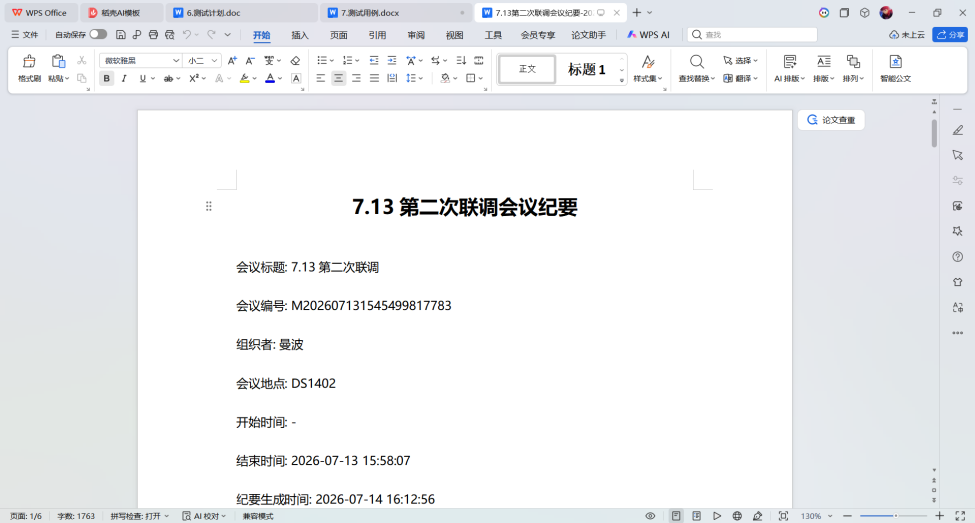 WPS Office 稻壳AI模板 6.测试计划.doc 7.测试用例.docx 7.13第二次联调会议纪要-20
文件 自动保存 开始 插入 页面 引用 审阅 视图 工具 会员专享 论文助手 WPS AI 查找 未上云 分享
格式刷 粘贴 微软雅黑 小二 正文 标题 1 样式集 查找替换 选择 翻译 AI 排版 排版 排列 智能公文
论文查重
7.13 第二次联调会议纪要
会议标题: 7.13 第二次联调
会议编号: M202607131545499817783
组织者: 曼波
会议地点: DS1402
开始时间: -
结束时间: 2026-07-13 15:58:07
纪要生成时间: 2026-07-14 16:12:56
页面: 1/6 字数: 1763 拼写检查: 打开 AI 校对 兼容模式 130%